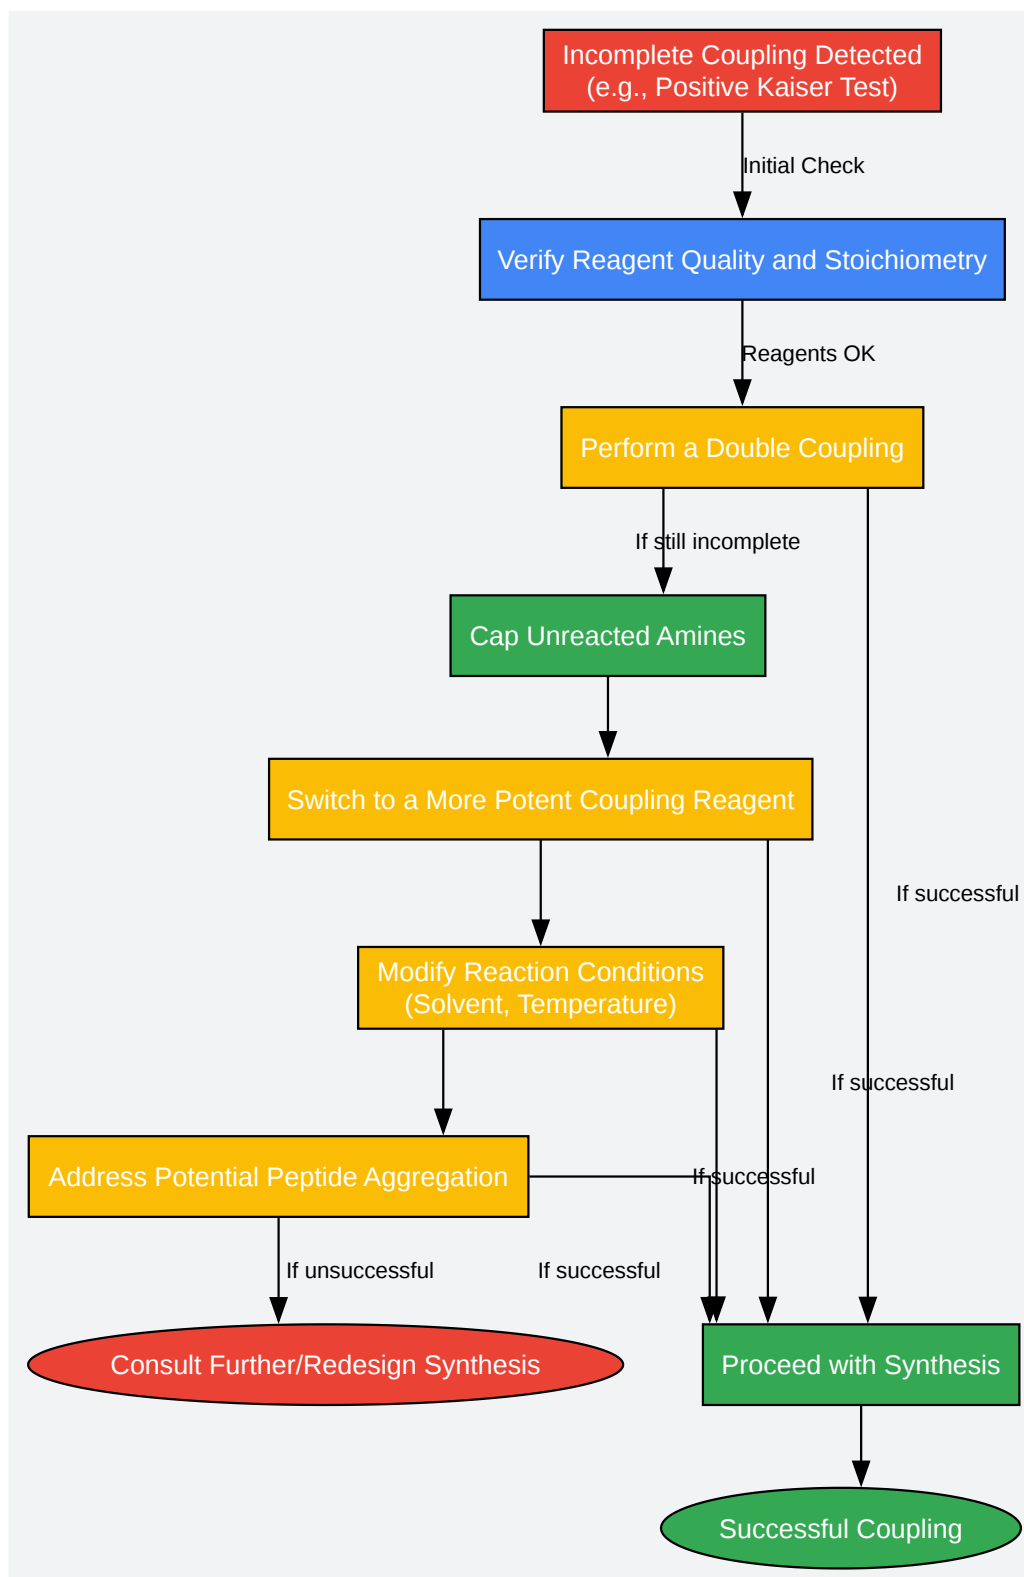 Incomplete Coupling Detected
(e.g., Positive Kaiser Test)
Initial Check
Verify Reagent Quality and Stoichiometry
Reagents OK
Perform a Double Coupling
If still incomplete
Cap Unreacted Amines
Switch to a More Potent Coupling Reagent
If successful
Modify Reaction Conditions
(Solvent, Temperature)
If successful
Address Potential Peptide Aggregation
If successful
If unsuccessful
If successful
Consult Further/Redesign Synthesis
Proceed with Synthesis
Successful Coupling